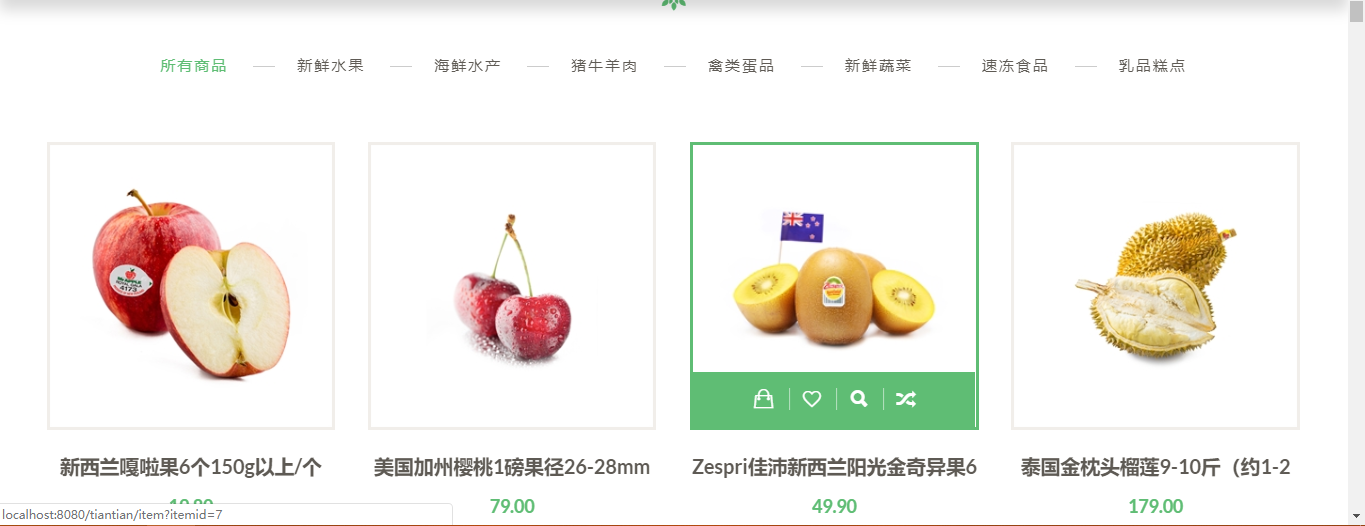 所有商品 新鲜水果 海鲜水产 猪牛羊肉 禽类蛋品 新鲜蔬菜 速冻食品 乳品糕点
4173
新西兰嘎啦果6个150g以上/个 美国加州樱桃1磅果径26-28mm Zespri佳沛新西兰阳光金奇异果6 泰国金枕头榴莲9-10斤（约1-2
79.00 49.90 179.00
localhost:8080/tiantian/item?itemid=7